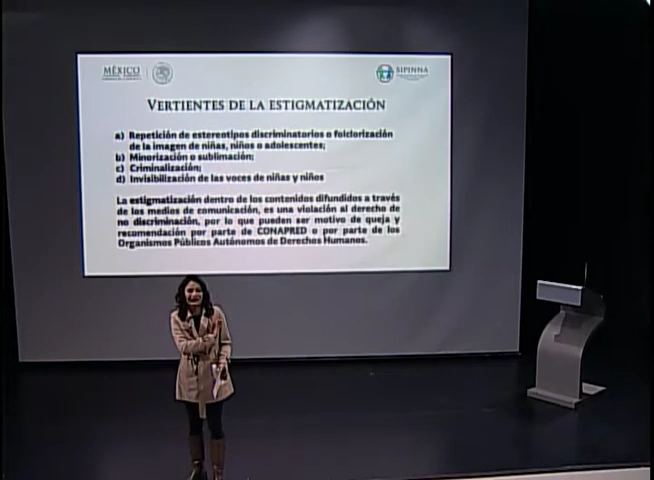 MÉXICO
SIPINNA
VERTIENTES DE LA ESTIGMATIZACIÓN
a) Repetición de estereotipos discriminatorios o folclorización
de la imagen de niñas, niños o adolescentes;
b) Minorización o sublimación;
c) Criminalización;
d) Invisibilización de las voces de niñas y niños
La estigmatización dentro de los contenidos difundidos a través
de los medios de comunicación, es una violación al derecho de
no discriminación, por lo que pueden ser motivo de queja y
recomendación por parte de CONAPRED o por parte de los
Organismos Públicos Autónomos de Derechos Humanos.